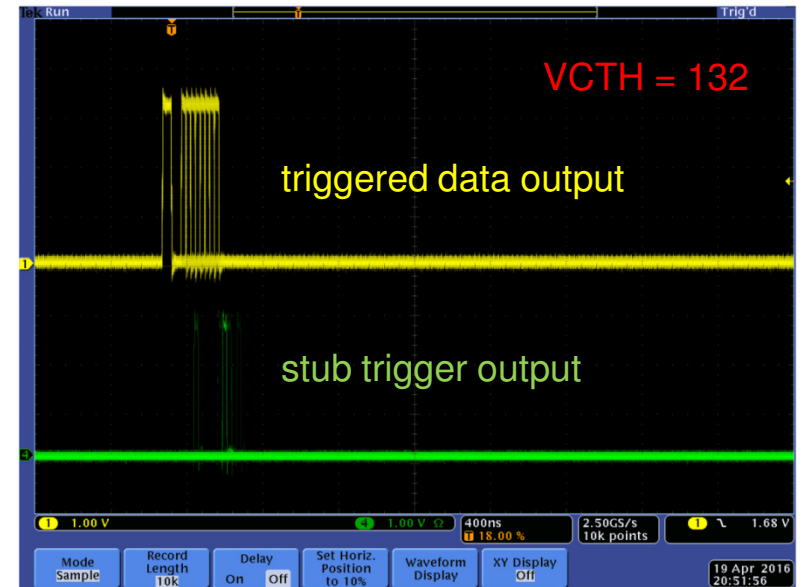 Tek Run Trig'd
T
T
VCTH = 132
triggered data output
1
stub trigger output
4
1 1.00 V 4 1.00 V Ω 400ns 2.50GS/s 1 1.68 V
T 18.00 % 10k points
Mode Sample
Record Length 10k
Delay On Off
Set Horiz. Position to 10%
Waveform Display
XY Display Off
19 Apr 2016
20:51:56